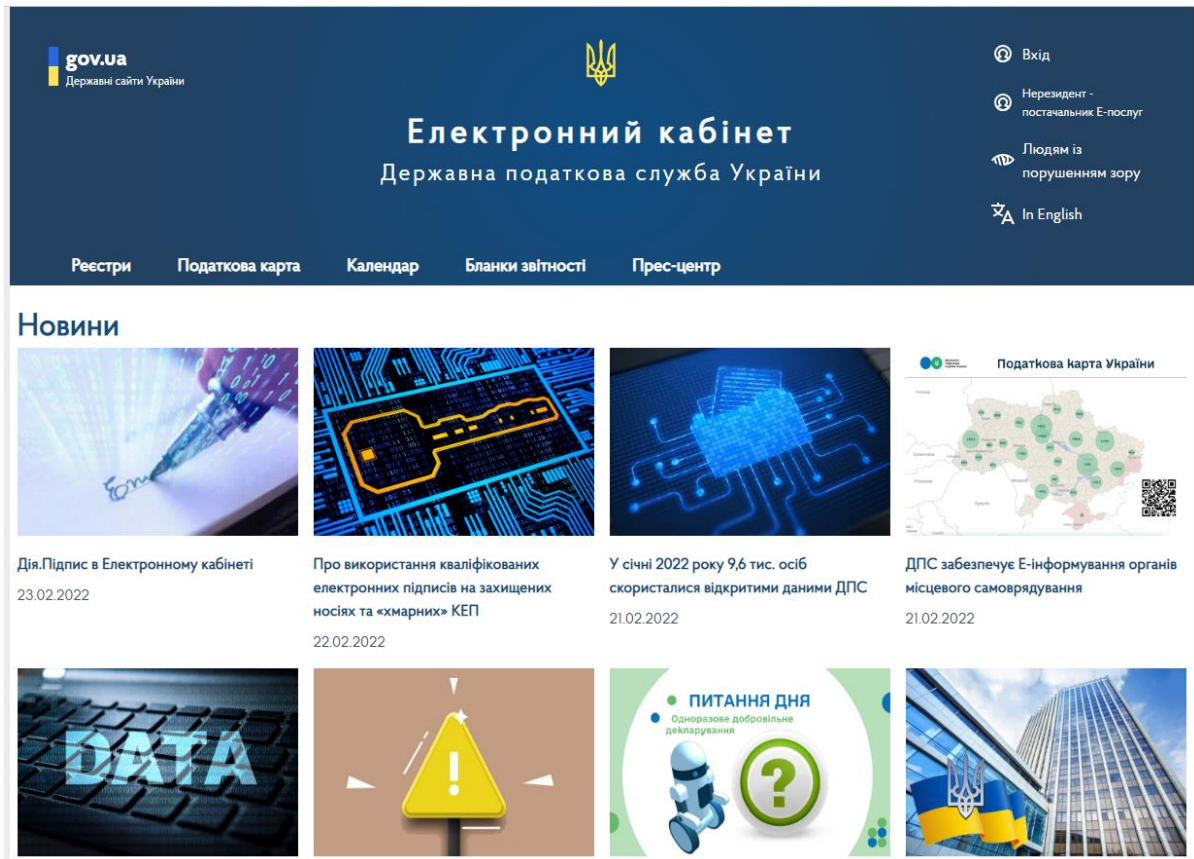 gov.ua
Державні сайти України
Електронний кабінет
Державна податкова служба України
Вхід
Нерезидент -
постачальник Е-послуг
Людям із
порушенням зору
In English
Реєстри Податкова карта Календар Бланки звітності Прес-центр
Новини
Податкова карта України
Дія.Підпис в Електронному кабінеті
23.02.2022
Про використання кваліфікованих
електронних підписів на захищених
носіях та «хмарних» КЕП
22.02.2022
У січні 2022 року 9,6 тис. осіб
скористалися відкритими даними ДПС
21.02.2022
ДПС забезпечує Е-інформування органів
місцевого самоврядування
21.02.2022
DATA
ПИТАННЯ ДНЯ
Одноразове добровільне
декларування